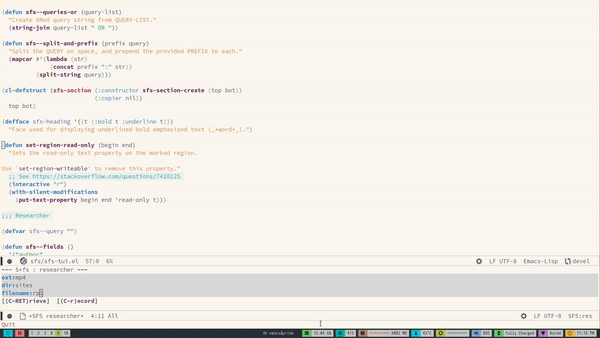 (defun sfs--queries-or (query-list)
"Create ORed query string from QUERY-LIST."
(string-join query-list " OR "))
(defun sfs--split-and-prefix (prefix query)
"Split the QUERY on space, and prepend the provided PREFIX to each."
(mapcar #'(lambda (str)
(concat prefix ":" str))
(split-string query)))
(cl-defstruct (sfs-section (:constructor sfs-section-create (top bot))
(:copier nil))
top bot)
(defface sfs-heading '((t (:bold t :underline t)))
"Face used for displaying underlined bold emphasized text (_*word*_).")
(defun set-region-read-only (begin end)
"Sets the read-only text property on the marked region.
Use `set-region-writeable' to remove this property."
;; See https://stackoverflow.com/questions/7410125
(interactive "r")
(with-silent-modifications
(put-text-property begin end 'read-only t)))
;;; Researcher
(defvar sfs--query "")
(defun sfs--fields ()
'("author"
sfs/sfs-tui.el 57:0 6% LF UTF-8 Emacs-Lisp devel
--- S*fs : researcher ---
ext:mp4
dir:sites
[(C-RET)rieve] [(C-r)ecord]
*SFS researcher* 4:11 All LF UTF-8 SFS:res
Quit